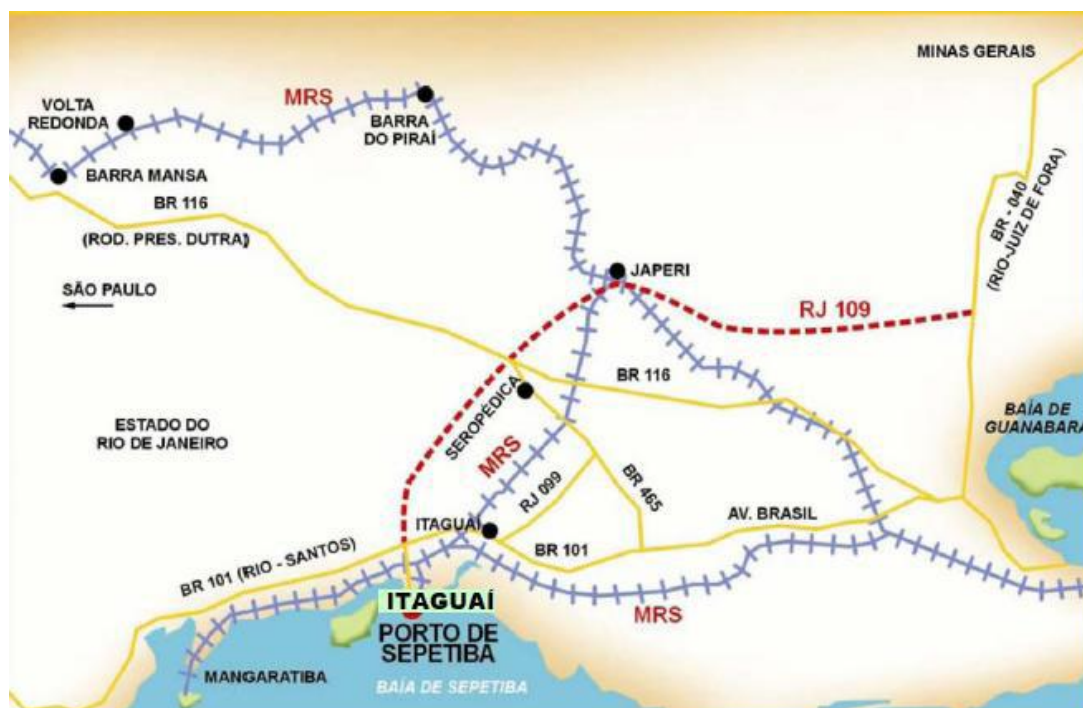 MINAS GERAIS
VOLTA
REDONDA
MRS
BARRA
DO PIRAÍ
BARRA MANSA
BR 116
(ROD. PRES. DUTRA)
BR - 040
(RIO-JUIZ DE FORA)
JAPERI
SÃO PAULO
RJ 109
BR 116
SEROPÉDICA
BAÍA DE
GUANABARA
ESTADO DO
RIO DE JANEIRO
MRS
RJ 099
BR 465
AV. BRASIL
ITAGUAÍ
BR 101
BR 101 (RIO - SANTOS)
ITAGUAÍ
MRS
PORTO DE
SEPETIBA
MANGARATIBA
BAÍA DE SEPETIBA